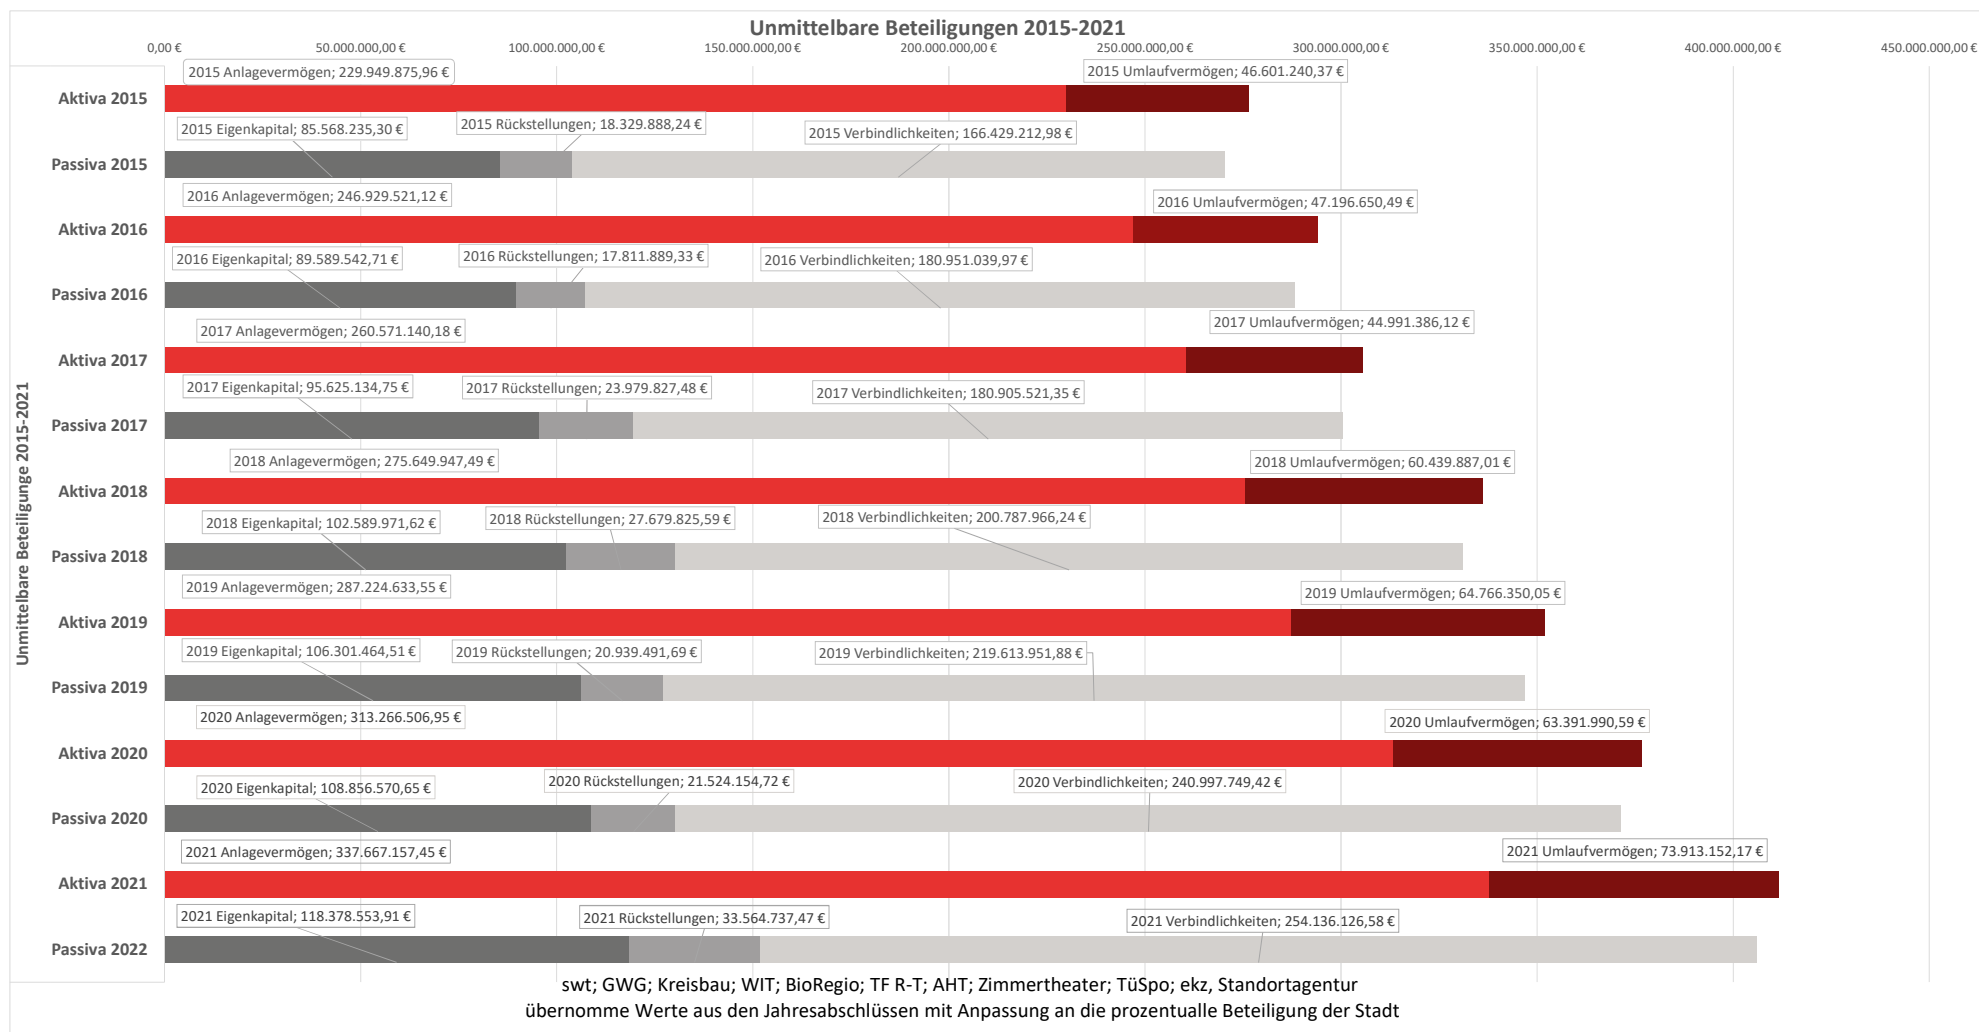 Unmittelbare Beteiligungen 2015-2021
0,00 €
50.000.000,00 €
100.000.000,00 €
150.000.000,00 €
200.000.000,00 €
250.000.000,00 €
300.000.000,00 €
350.000.000,00 €
400.000.000,00 €
450.000.000,00 €
Unmittelbare Beteiligunge 2015-2021
2015 Anlagevermögen; 229.949.875,96 €
2015 Umlaufvermögen; 46.601.240,37 €
Aktiva 2015
2015 Eigenkapital; 85.568.235,30 €
2015 Rückstellungen; 18.329.888,24 €
2015 Verbindlichkeiten; 166.429.212,98 €
Passiva 2015
2016 Anlagevermögen; 246.929.521,12 €
2016 Umlaufvermögen; 47.196.650,49 €
Aktiva 2016
2016 Eigenkapital; 89.589.542,71 €
2016 Rückstellungen; 17.811.889,33 €
2016 Verbindlichkeiten; 180.951.039,97 €
Passiva 2016
2017 Anlagevermögen; 260.571.140,18 €
2017 Umlaufvermögen; 44.991.386,12 €
Aktiva 2017
2017 Eigenkapital; 95.625.134,75 €
2017 Rückstellungen; 23.979.827,48 €
2017 Verbindlichkeiten; 180.905.521,35 €
Passiva 2017
2018 Anlagevermögen; 275.649.947,49 €
2018 Umlaufvermögen; 60.439.887,01 €
Aktiva 2018
2018 Eigenkapital; 102.589.971,62 €
2018 Rückstellungen; 27.679.825,59 €
2018 Verbindlichkeiten; 200.787.966,24 €
Passiva 2018
2019 Anlagevermögen; 287.224.633,55 €
2019 Umlaufvermögen; 64.766.350,05 €
Aktiva 2019
2019 Eigenkapital; 106.301.464,51 €
2019 Rückstellungen; 20.939.491,69 €
2019 Verbindlichkeiten; 219.613.951,88 €
Passiva 2019
2020 Anlagevermögen; 313.266.506,95 €
2020 Umlaufvermögen; 63.391.990,59 €
Aktiva 2020
2020 Eigenkapital; 108.856.570,65 €
2020 Rückstellungen; 21.524.154,72 €
2020 Verbindlichkeiten; 240.997.749,42 €
Passiva 2020
2021 Anlagevermögen; 337.667.157,45 €
2021 Umlaufvermögen; 73.913.152,17 €
Aktiva 2021
2021 Eigenkapital; 118.378.553,91 €
2021 Rückstellungen; 33.564.737,47 €
2021 Verbindlichkeiten; 254.136.126,58 €
Passiva 2022
swt; GWG; Kreisbau; WIT; BioRegio; TF R-T; AHT; Zimmertheater; TüSpo; ekz, Standortagentur
übernomme Werte aus den Jahresabschlüssen mit Anpassung an die prozentualle Beteiligung der Stadt